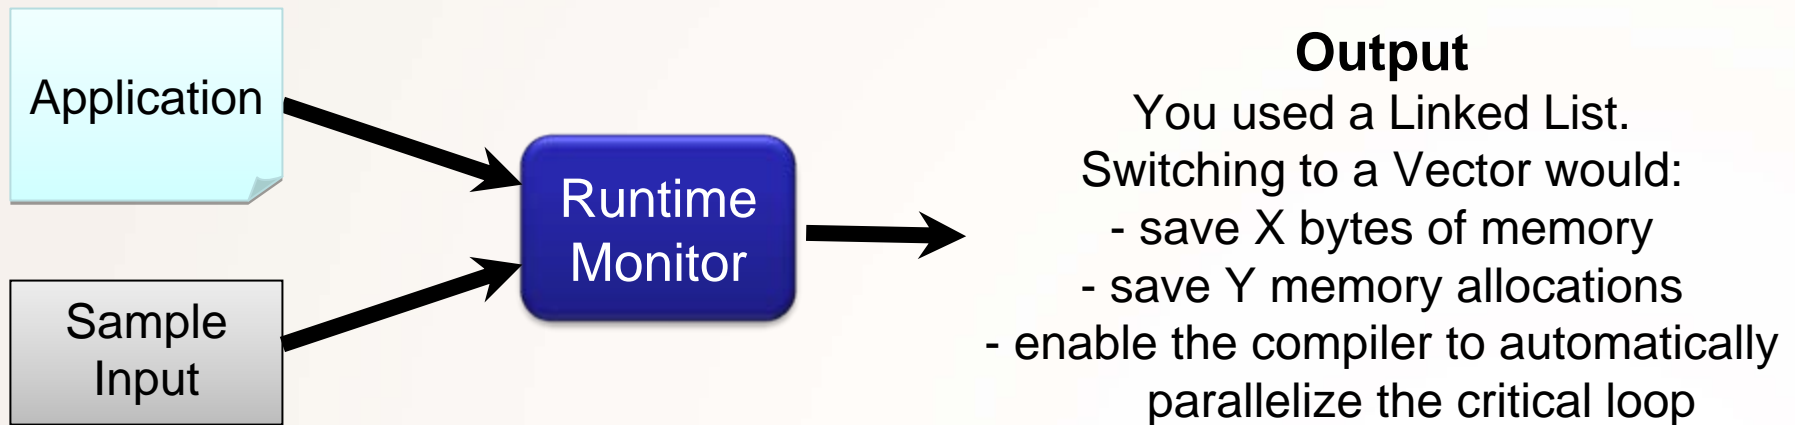 Application
Sample
Input
Runtime
Monitor
Output
You used a Linked List.
Switching to a Vector would:
- save X bytes of memory
- save Y memory allocations
- enable the compiler to automatically
parallelize the critical loop